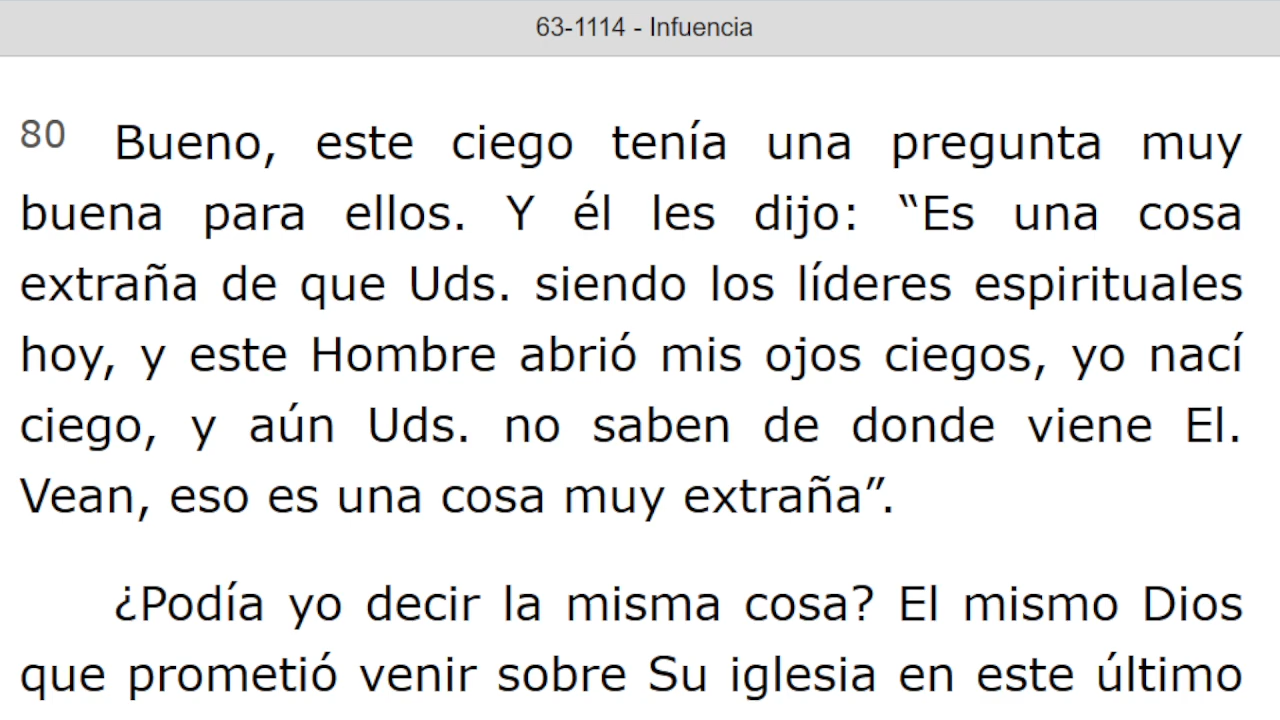 63-1114 - Infuencia
80 Bueno, este ciego tenía una pregunta muy
buena para ellos. Y él les dijo: “Es una cosa
extraña de que Uds. siendo los líderes espirituales
hoy, y este Hombre abrió mis ojos ciegos, yo nací
ciego, y aún Uds. no saben de donde viene El.
Vean, eso es una cosa muy extraña”.
¿Podía yo decir la misma cosa? El mismo Dios
que prometió venir sobre Su iglesia en este último